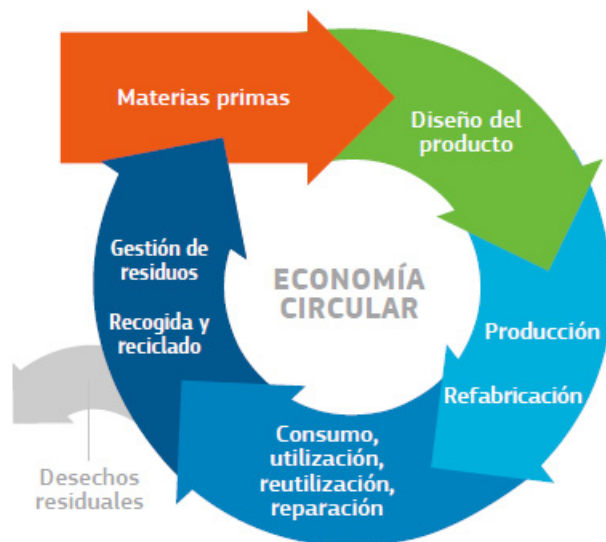 Materias primas
Diseño del
producto
Producción
Refabricación
Consumo,
utilización,
reutilización,
reparación
Gestión de
residuos
Recogida y
reciclado
Desechos
residuales
ECONOMÍA
CIRCULAR